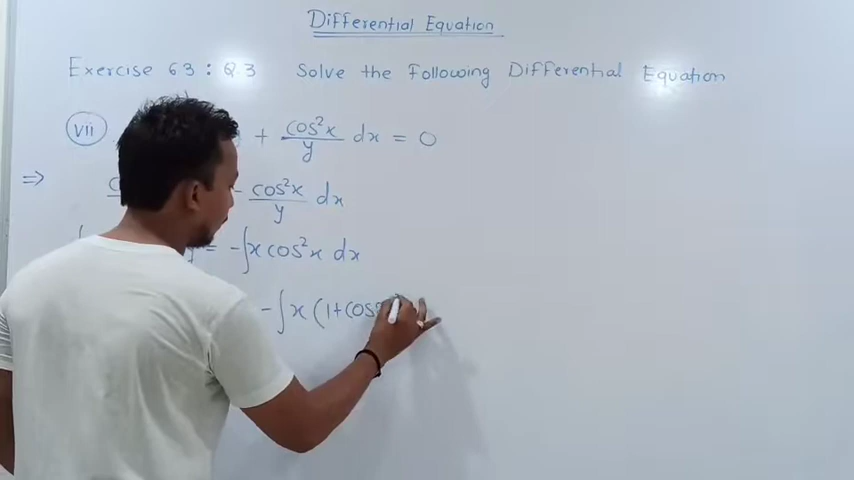 Differential Equation
Exercise 63 : Q3 Solve the Following Differential Equation
vii + cos²x/y dx = 0
⇒ - cos²x/y dx
= -∫x cos²x dx
-∫x (1+cos